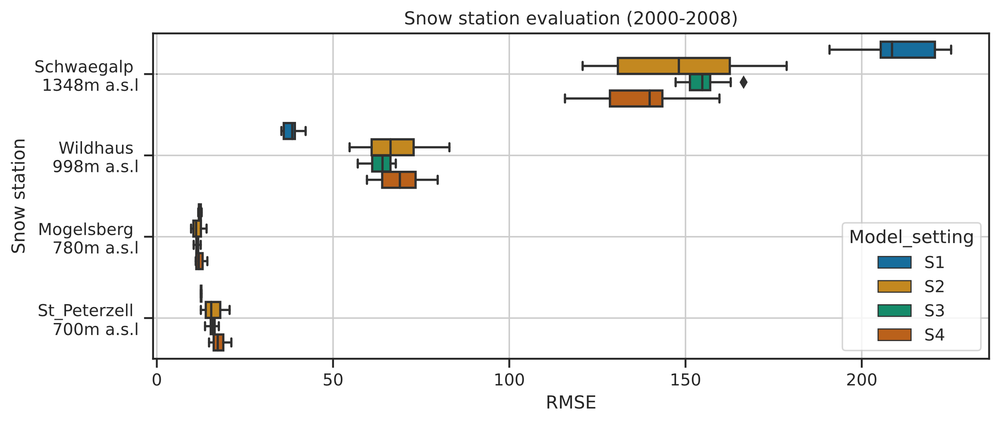 Snow station evaluation (2000-2008)
Snow station
Schwaegalp
1348m a.s.l
Wildhaus
998m a.s.l
Mogelsberg
780m a.s.l
St_Peterzell
700m a.s.l
Model_setting
S1
S2
S3
S4
0 50 100 150 200
RMSE